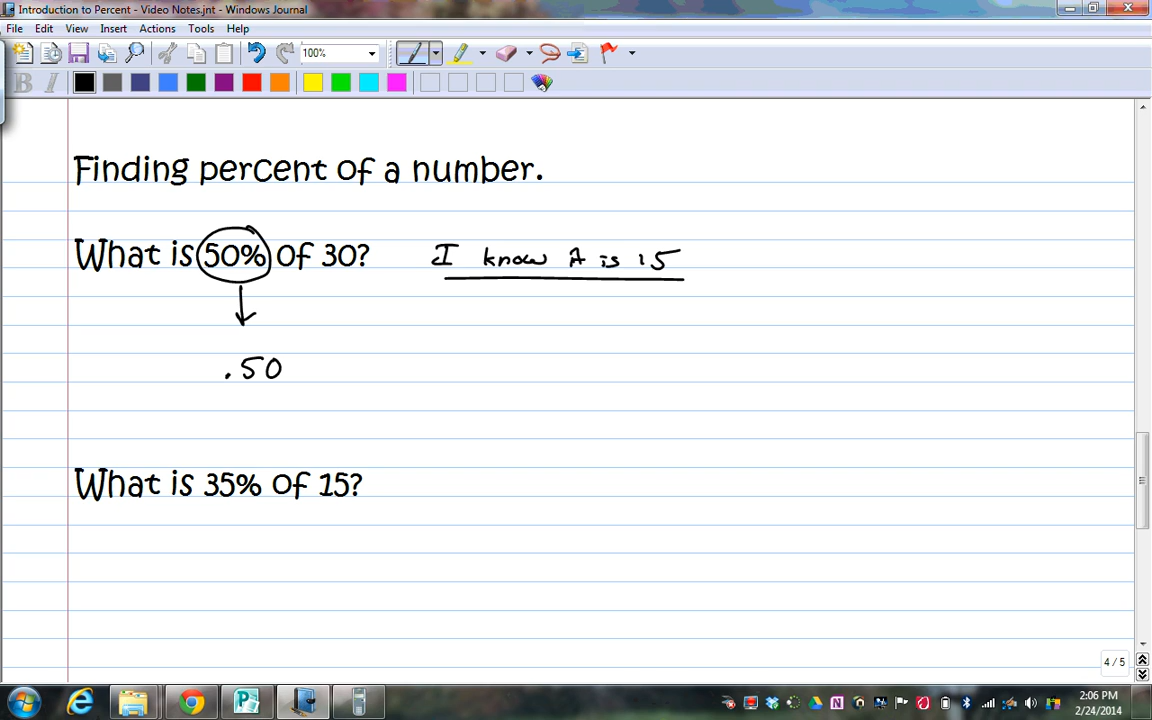 Introduction to Percent - Video Notes.jnt - Windows Journal
File Edit View Insert Actions Tools Help
100%
B I
Finding percent of a number.
What is 50% of 30? I know A is 15
.50
What is 35% of 15?
4 / 5
2:06 PM
2/24/2014